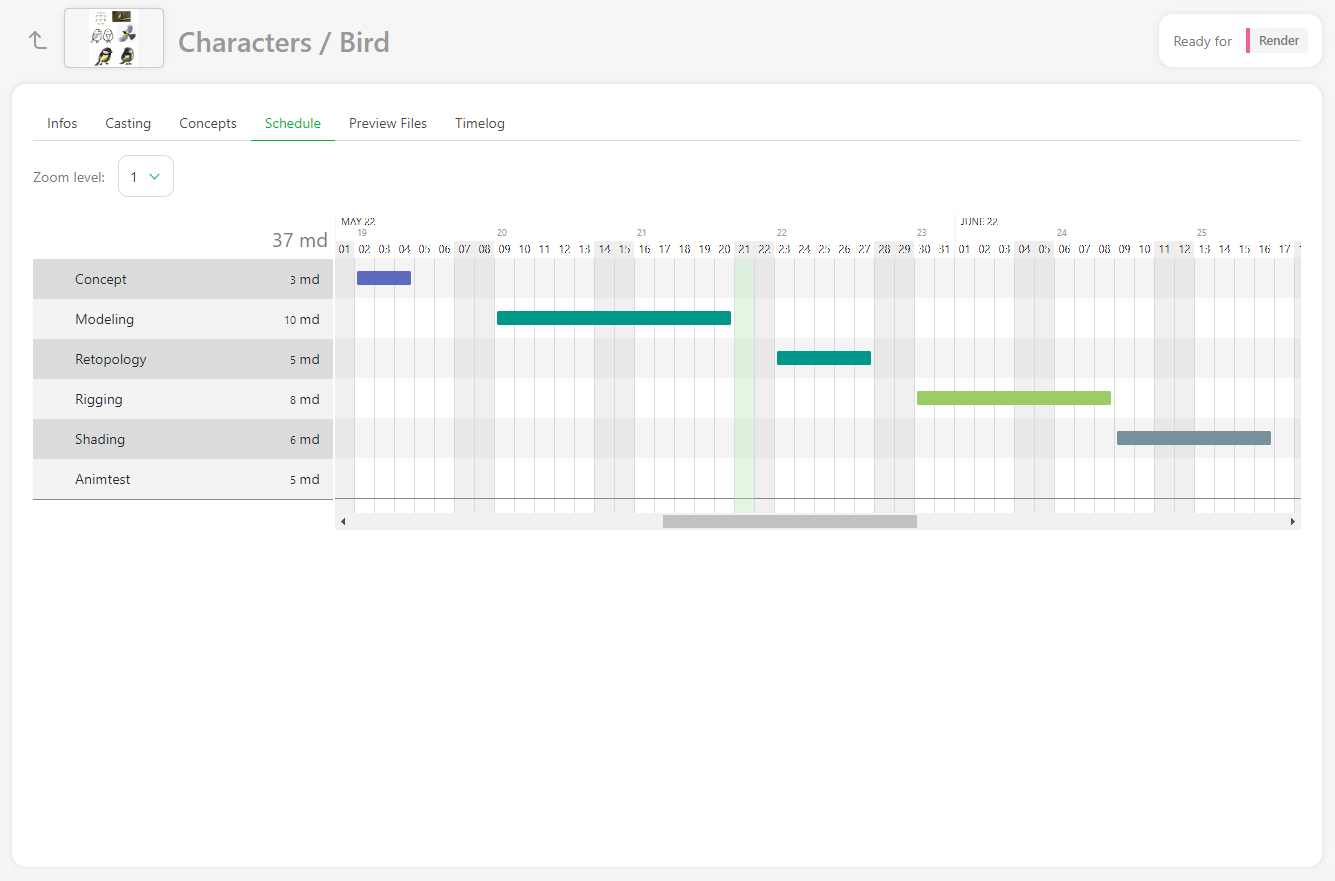 Characters / Bird
Ready for Render
Infos Casting Concepts Schedule Preview Files Timelog
Zoom level: 1
MAY 22 JUNE 22
19 20 21 22 23 24 25
37 md
01 02 03 04 05 06 07 08 09 10 11 12 13 14 15 16 17 18 19 20 21 22 23 24 25 26 27 28 29 30 31 01 02 03 04 05 06 07 08 09 10 11 12 13 14 15 16 17
Concept 3 md
Modeling 10 md
Retopology 5 md
Rigging 8 md
Shading 6 md
Animtest 5 md